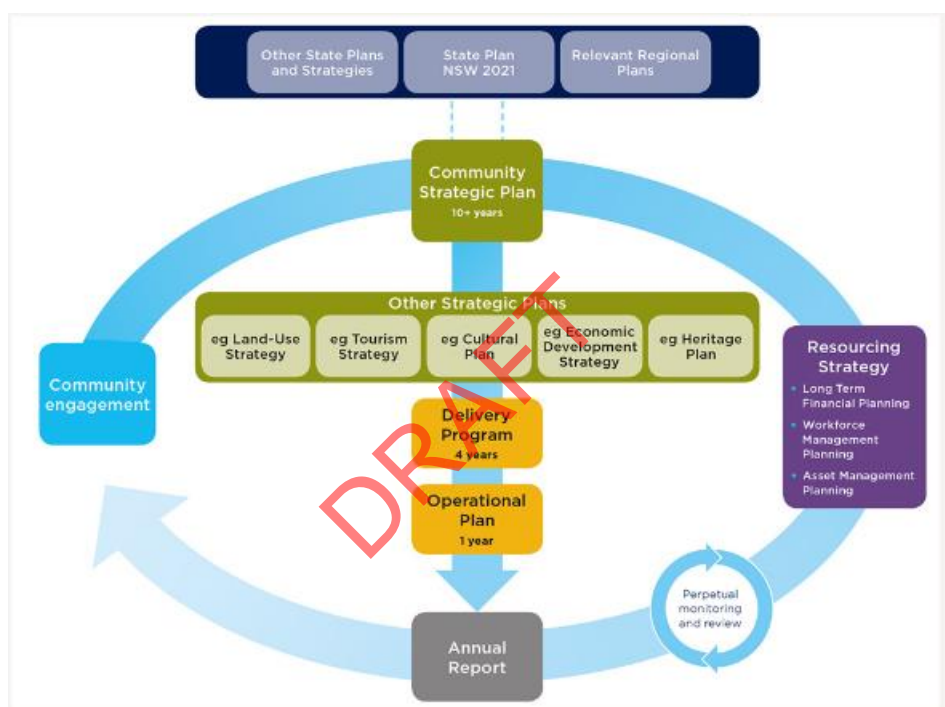 Other State Plans
and Strategies
State Plan
NSW 2021
Relevant Regional
Plans
Community
Strategic Plan
10+ years
Other Strategic Plans
eg Land-Use
Strategy
eg Tourism
Strategy
eg Cultural
Plan
eg Economic
Development
Strategy
eg Heritage
Plan
Community
engagement
Resourcing
Strategy
• Long Term
Financial Planning
• Workforce
Management
Planning
• Asset Management
Planning
Delivery
Program
4 years
Operational
Plan
1 year
DRAFT
Perpetual
monitoring
and review
Annual
Report